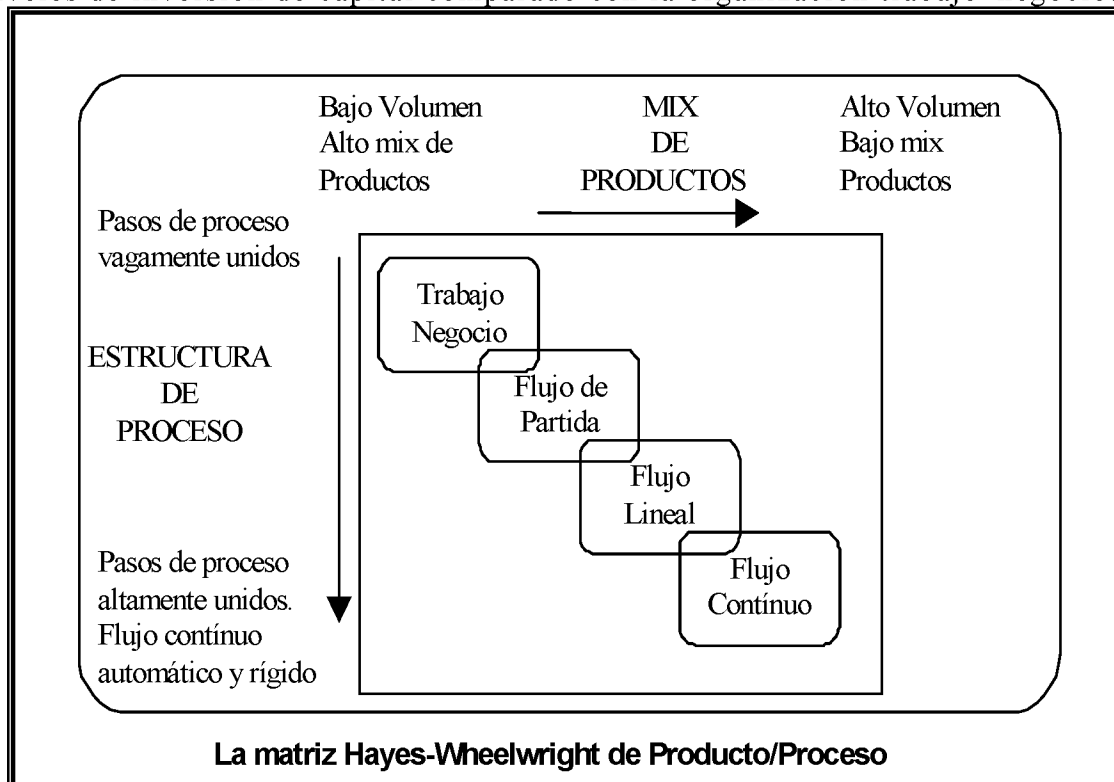 Bajo Volumen
Alto mix de
Productos
MIX
DE
PRODUCTOS
Alto Volumen
Bajo mix
Productos
Pasos de proceso
vagamente unidos
ESTRUCTURA
DE
PROCESO
Pasos de proceso
altamente unidos.
Flujo contínuo
automático y rígido
Trabajo
Negocio
Flujo de
Partida
Flujo
Lineal
Flujo
Contínuo
La matriz Hayes-Wheelwright de Producto/Proceso